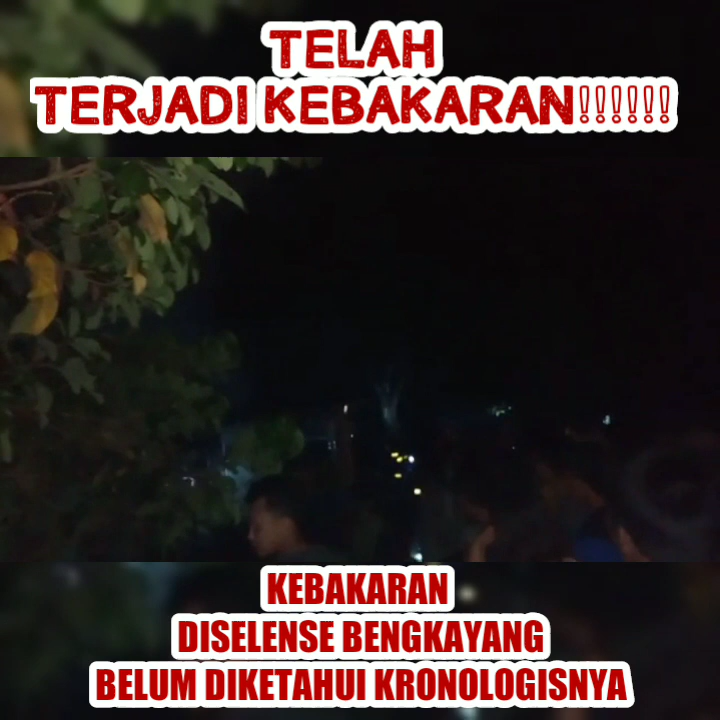 TELAH
TERJADI KEBAKARAN!!!!!!
KEBAKARAN
DISELENSE BENGKAYANG
BELUM DIKETAHUI KRONOLOGISNYA